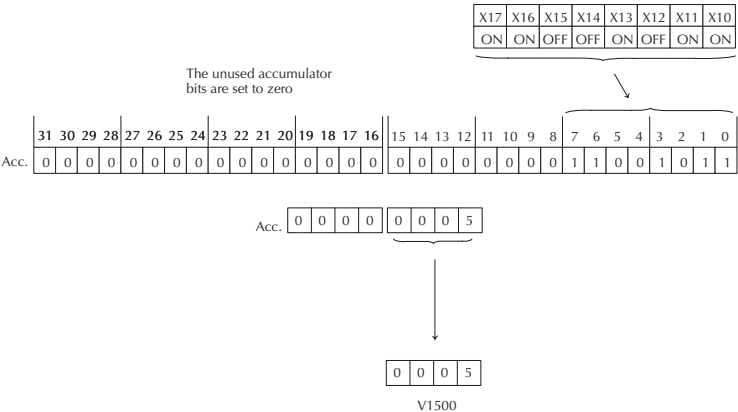 X17 X16 X15 X14 X13 X12 X11 X10
ON ON OFF OFF ON OFF ON ON
The unused accumulator
bits are set to zero
31 30 29 28 27 26 25 24 23 22 21 20 19 18 17 16 15 14 13 12 11 10 9 8 7 6 5 4 3 2 1 0
Acc. 0 0 0 0 0 0 0 0 0 0 0 0 0 0 0 0 0 0 0 0 0 0 0 0 1 1 0 0 1 0 1 1
Acc. 0 0 0 0 0 0 0 5
0 0 0 5
V1500